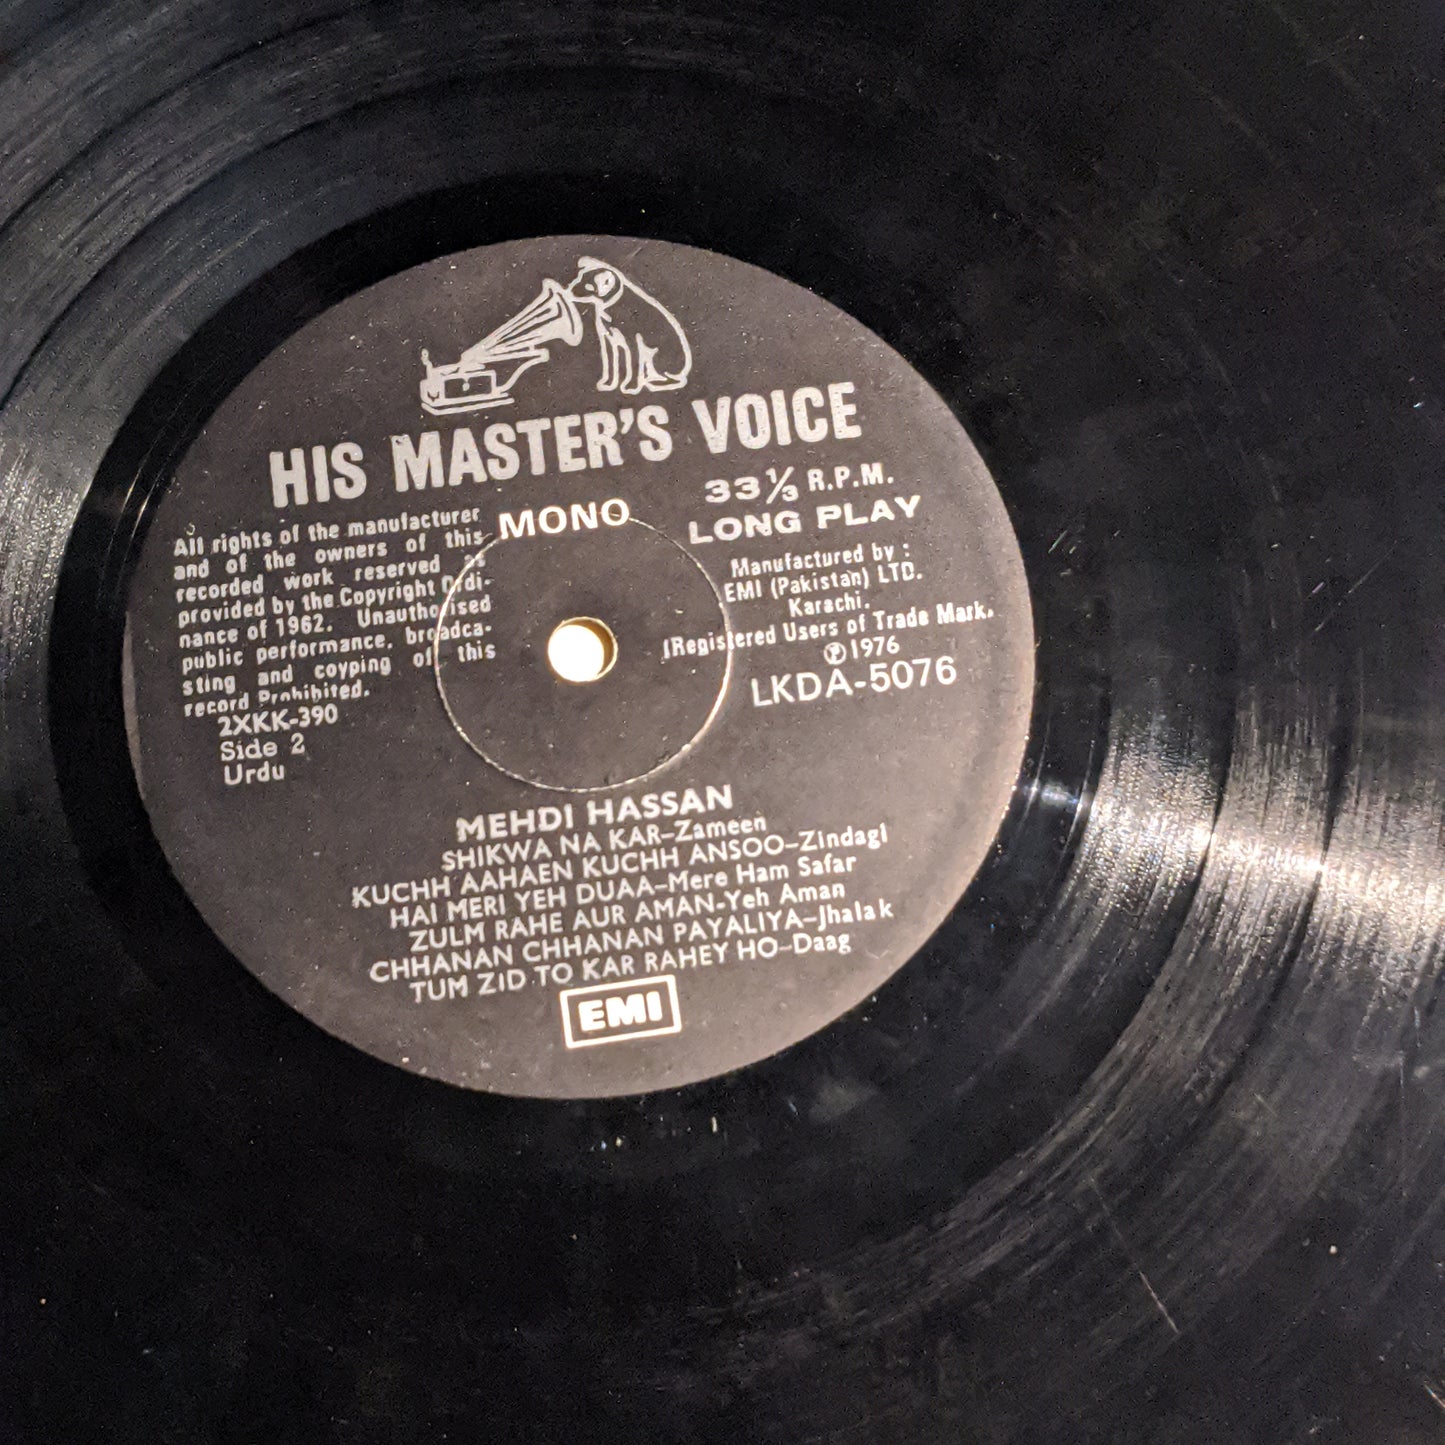 HIS MASTER'S VOICE
MONO
33⅓ R.P.M.
LONG PLAY
All rights of the manufacturer
and of the owners of this
recorded work reserved as
provided by the Copyright Ordi-
nance of 1962. Unauthorised
public performance, broadca-
sting and coyping of this
record Prohibited.
2XKK-390
Side 2
Urdu
Manufactured by :
EMI (Pakistan) LTD.
Karachi.
(Registered Users of Trade Mark.
Ⓟ1976
LKDA-5076
MEHDI HASSAN
SHIKWA NA KAR–Zameen
KUCHH AAHAEN KUCHH ANSOO–Zindagi
HAI MERI YEH DUAA–Mere Ham Safar
ZULM RAHE AUR AMAN-Yeh Aman
CHHANAN CHHANAN PAYALIYA–Jhalak
TUM ZID TO KAR RAHEY HO–Daag
EMI